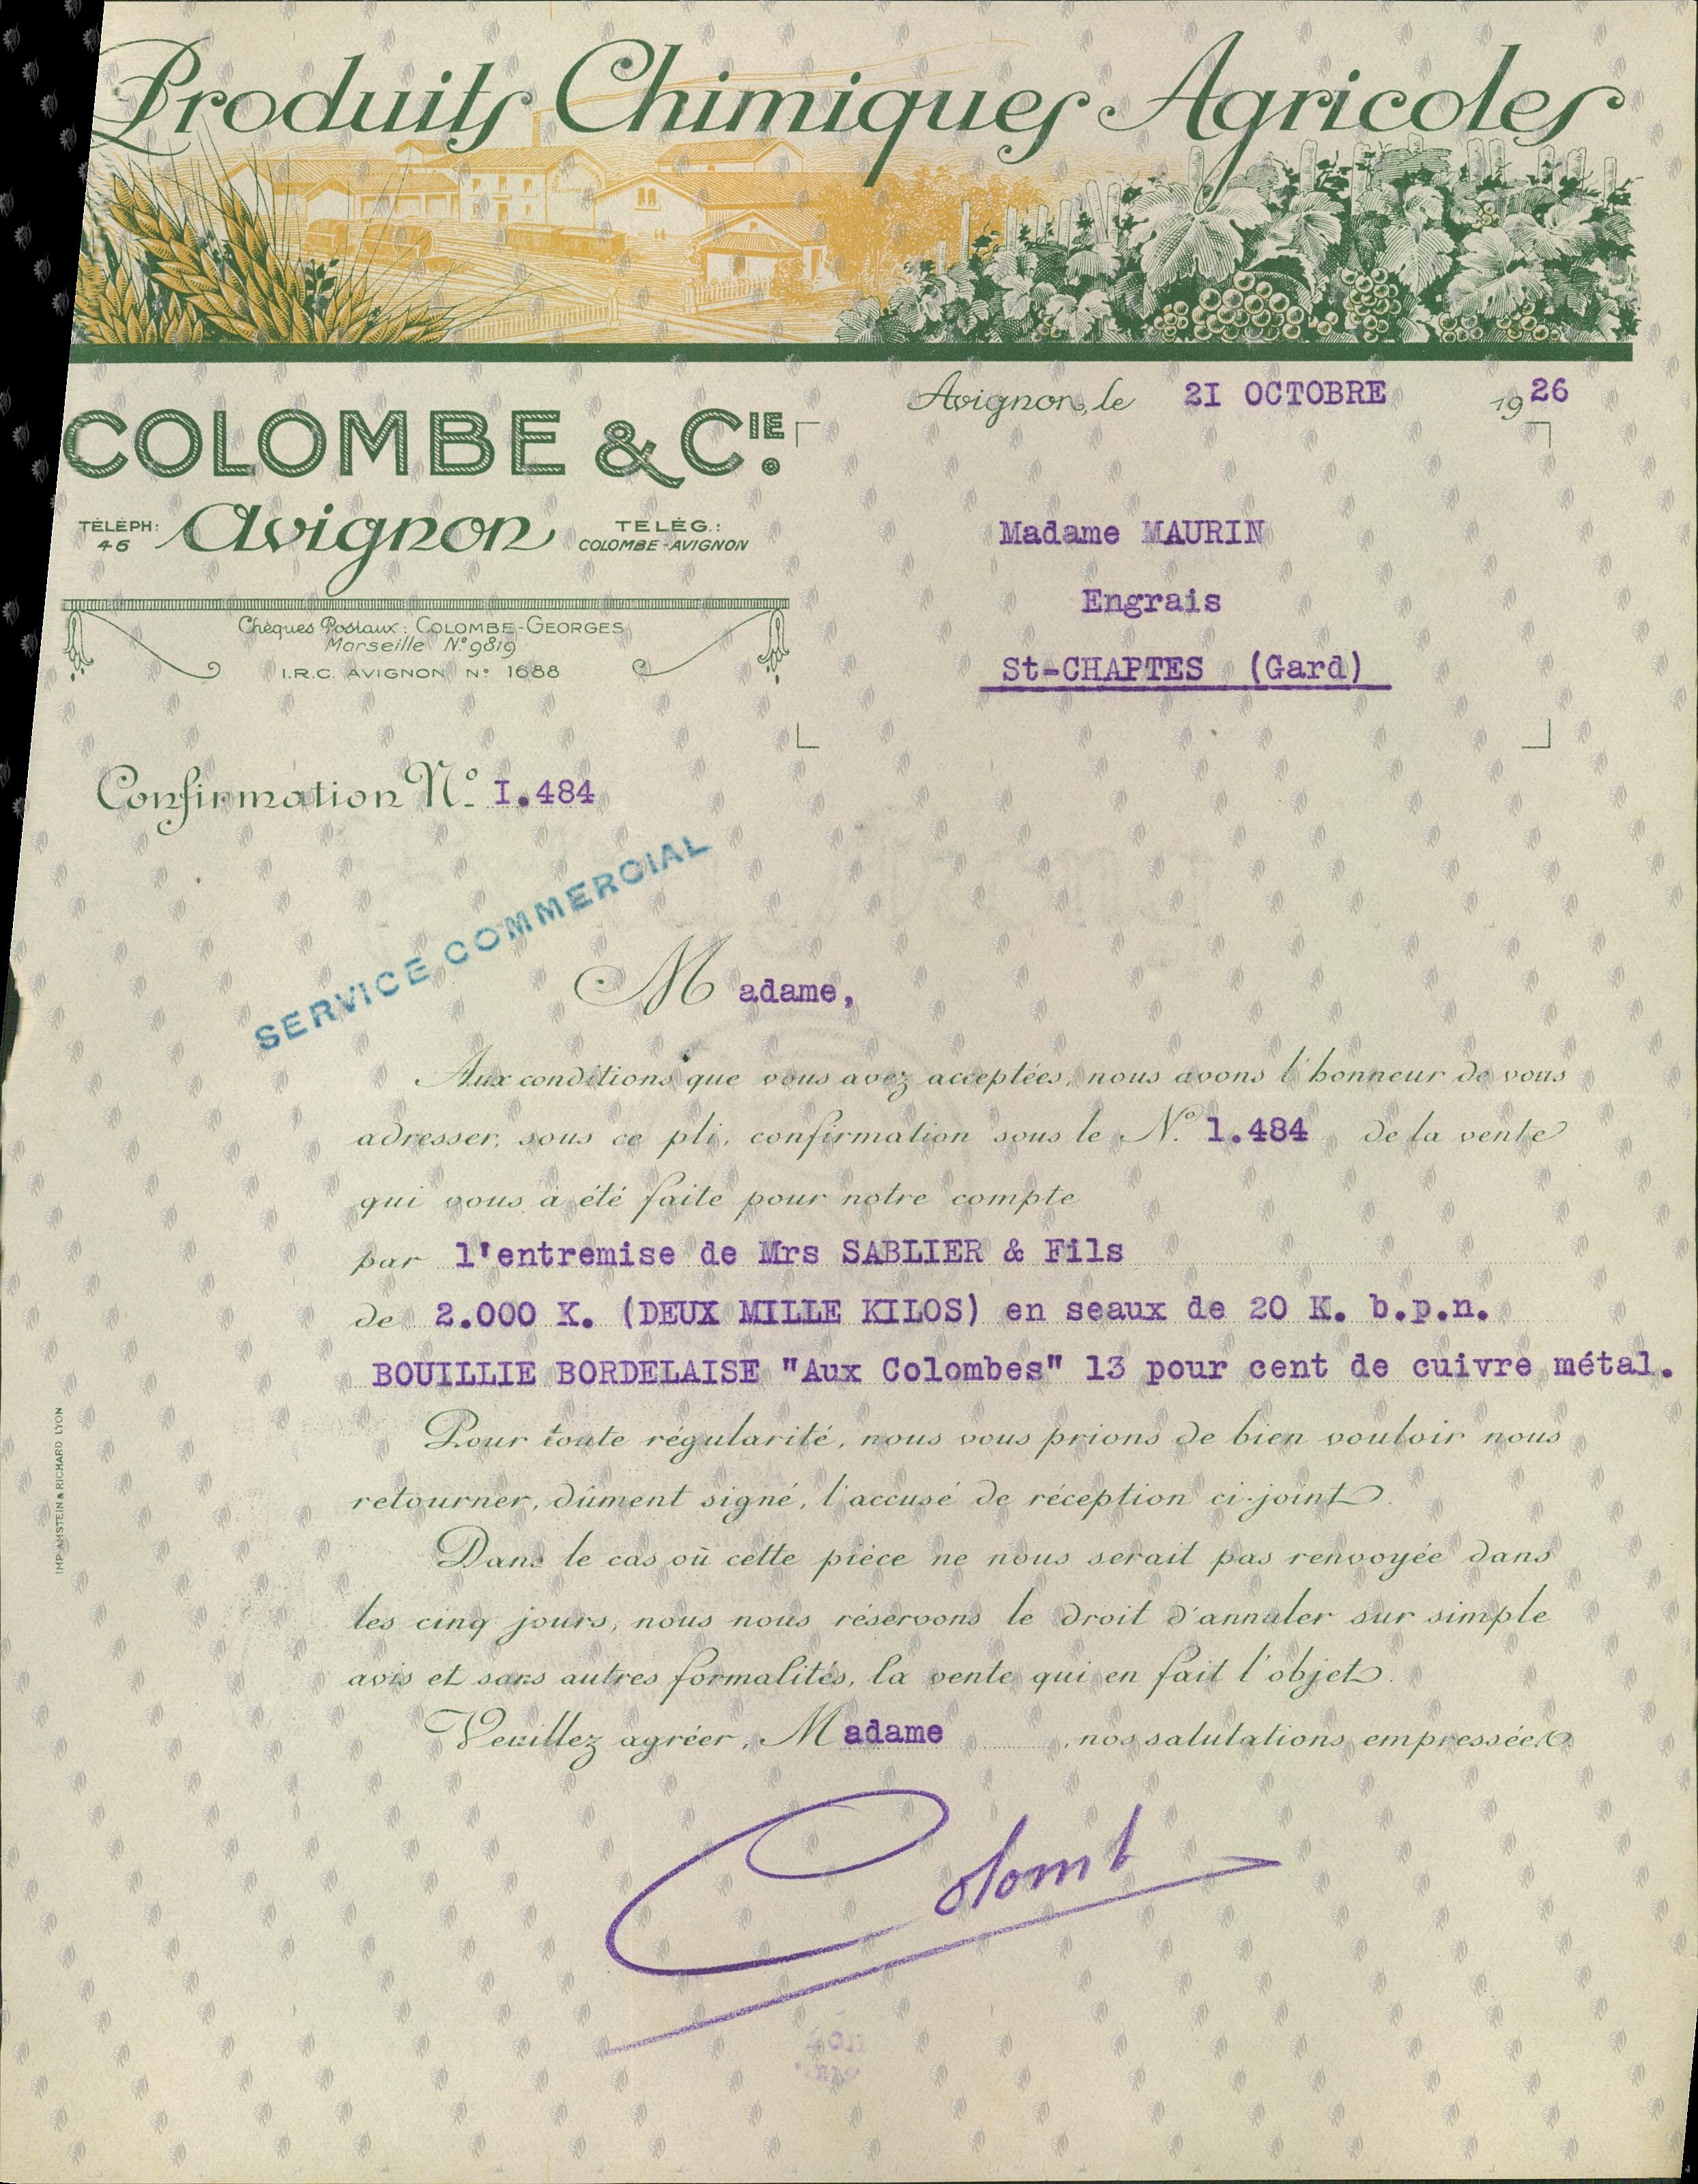 Produits Chimiques Agricoles
COLOMBE & CIE.
TÉLÉPH:
46
Avignon
TÉLÉG.:
COLOMBE-AVIGNON
Chèques Postaux: COLOMBE-GEORGES
Marseille N° 9819
I.R.C. AVIGNON N° 1688
Avignon, le 2I OCTOBRE 1926
Madame MAURIN
Engrais
St-CHAPTES (Gard)
Confirmation N° I.484
SERVICE COMMERCIAL
Madame,
Aux conditions que vous avez acceptées, nous avons l'honneur de vous
adresser, sous ce pli, confirmation sous le N° 1.484 de la vente
qui vous a été faite pour notre compte
par l'entremise de Mrs SABLIER & Fils
de 2.000 K. (DEUX MILLE KILOS) en seaux de 20 K. b.p.n.
BOUILLIE BORDELAISE "Aux Colombes" 13 pour cent de cuivre métal.
Pour toute régularité, nous vous prions de bien vouloir nous
retourner, dûment signé, l'accusé de réception ci-joint.
Dans le cas où cette pièce ne nous serait pas renvoyée dans
les cinq jours, nous nous réservons le droit d'annuler sur simple
avis et sans autres formalités, la vente qui en fait l'objet.
Veuillez agréer, Madame, nos salutations empressées.
Colomb
IMP. AMSTEIN & RICHARD LYON